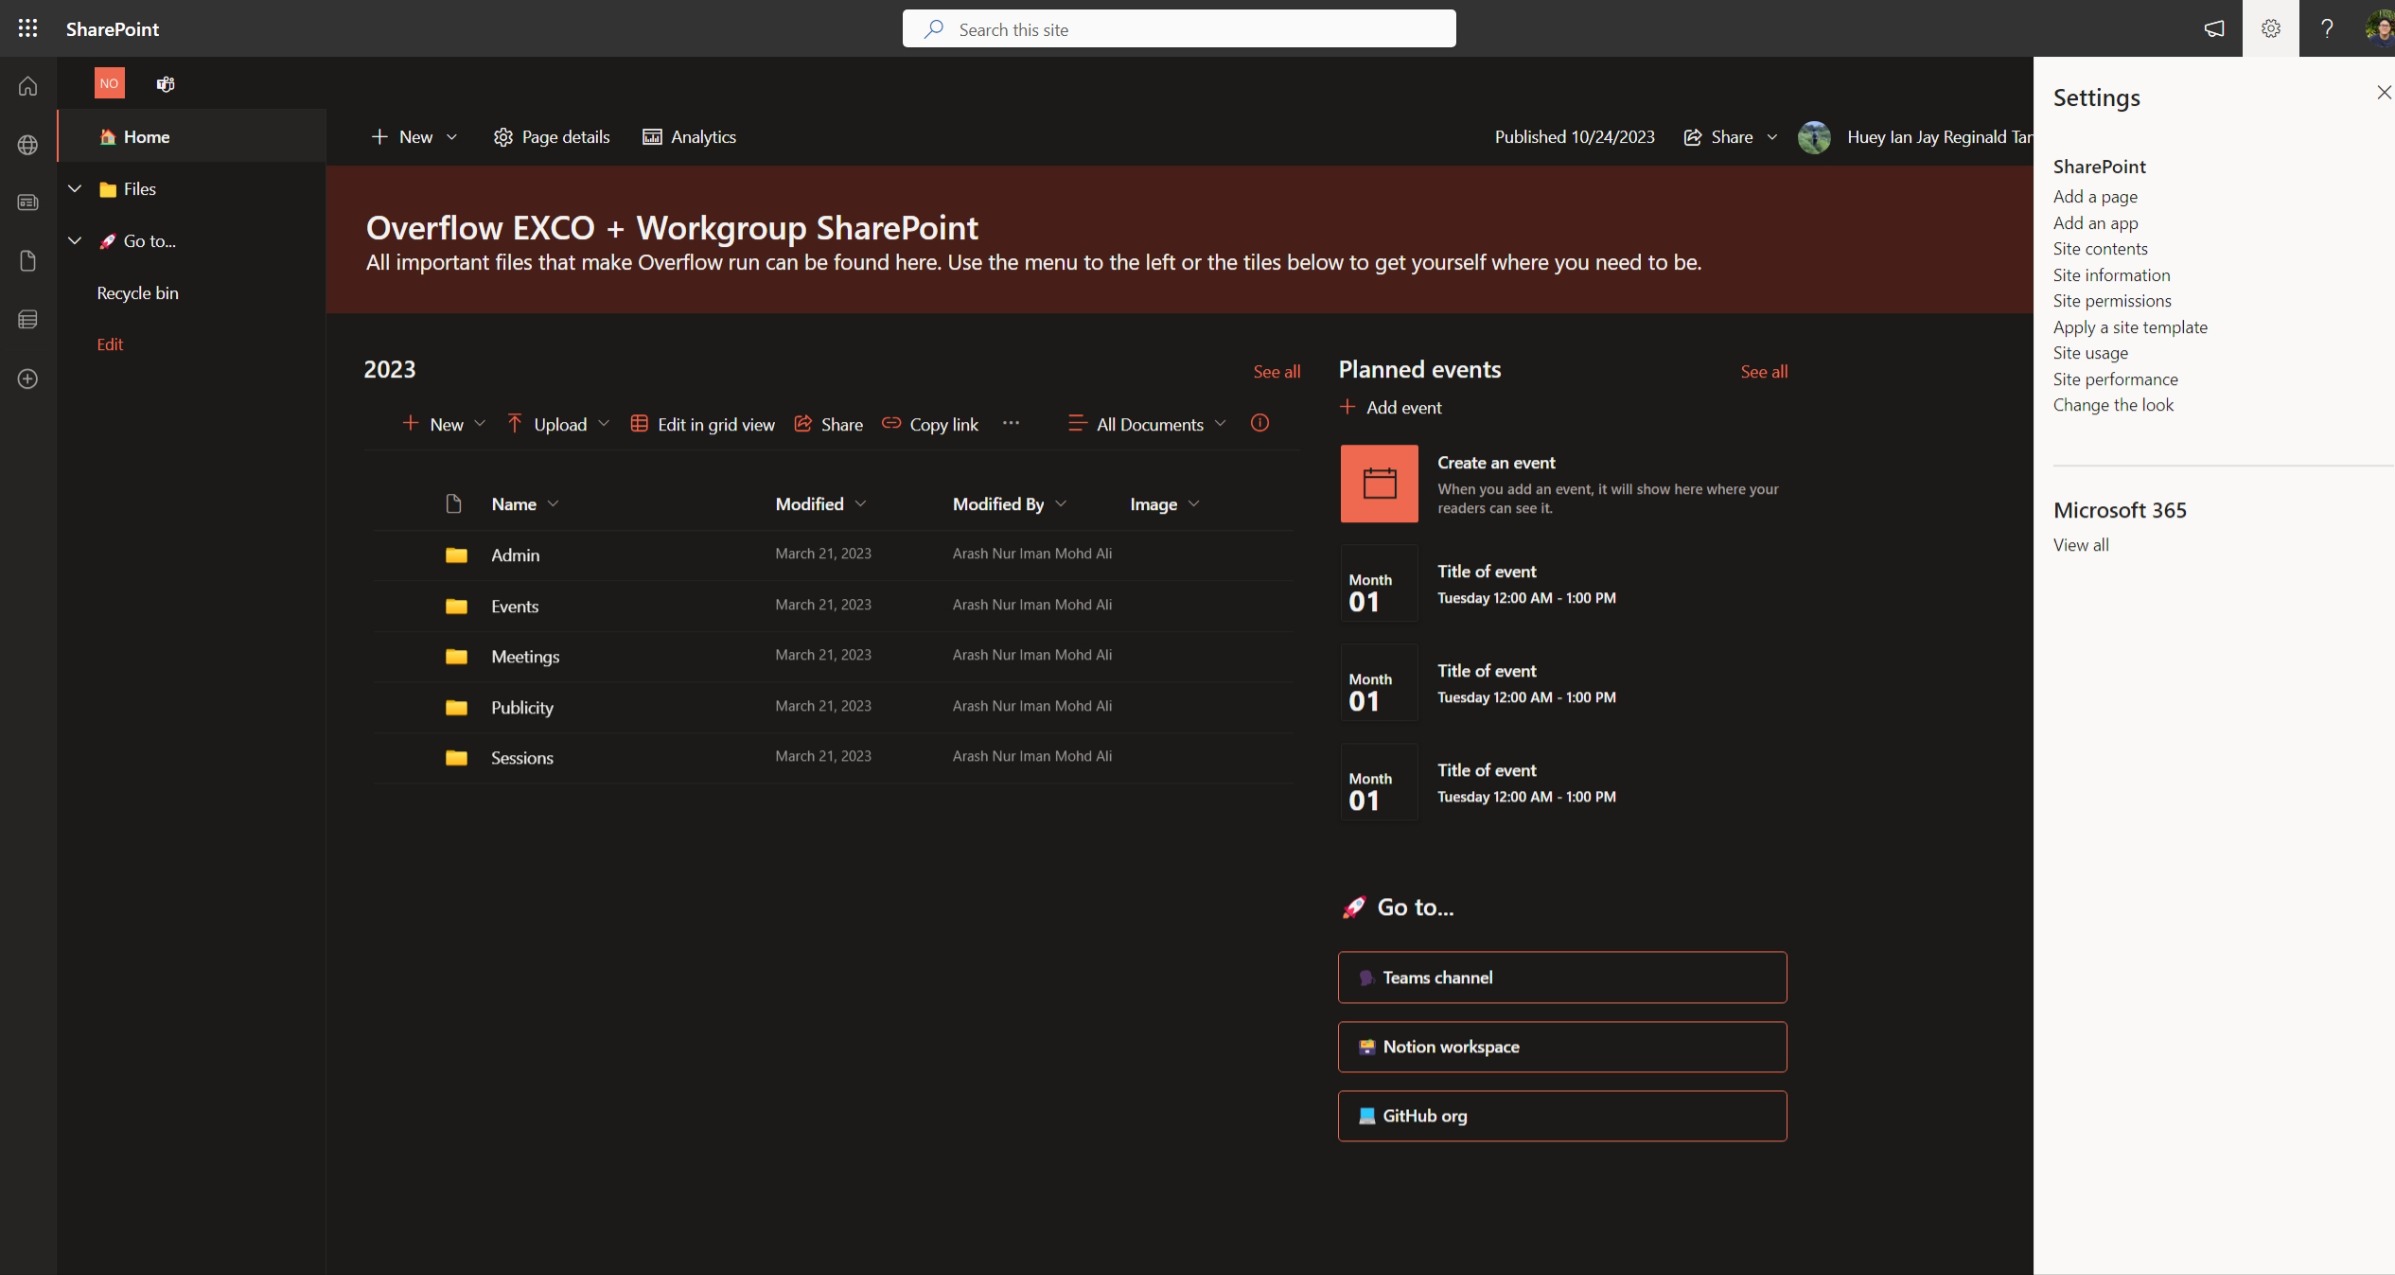 SharePoint
Search this site
?
NO
Home
Files
Go to...
Recycle bin
Edit
New
Page details
Analytics
Published 10/24/2023
Share
Huey Ian Jay Reginald Tan
Overflow EXCO + Workgroup SharePoint
All important files that make Overflow run can be found here. Use the menu to the left or the tiles below to get yourself where you need to be.
2023
See all
New
Upload
Edit in grid view
Share
Copy link
...
All Documents
Name
Modified
Modified By
Image
Admin March 21, 2023 Arash Nur Iman Mohd Ali
Events March 21, 2023 Arash Nur Iman Mohd Ali
Meetings March 21, 2023 Arash Nur Iman Mohd Ali
Publicity March 21, 2023 Arash Nur Iman Mohd Ali
Sessions March 21, 2023 Arash Nur Iman Mohd Ali
Planned events
See all
Add event
Create an event
When you add an event, it will show here where your
readers can see it.
Month
01
Title of event
Tuesday 12:00 AM - 1:00 PM
Month
01
Title of event
Tuesday 12:00 AM - 1:00 PM
Month
01
Title of event
Tuesday 12:00 AM - 1:00 PM
Go to...
Teams channel
Notion workspace
GitHub org
Settings
SharePoint
Add a page
Add an app
Site contents
Site information
Site permissions
Apply a site template
Site usage
Site performance
Change the look
Microsoft 365
View all